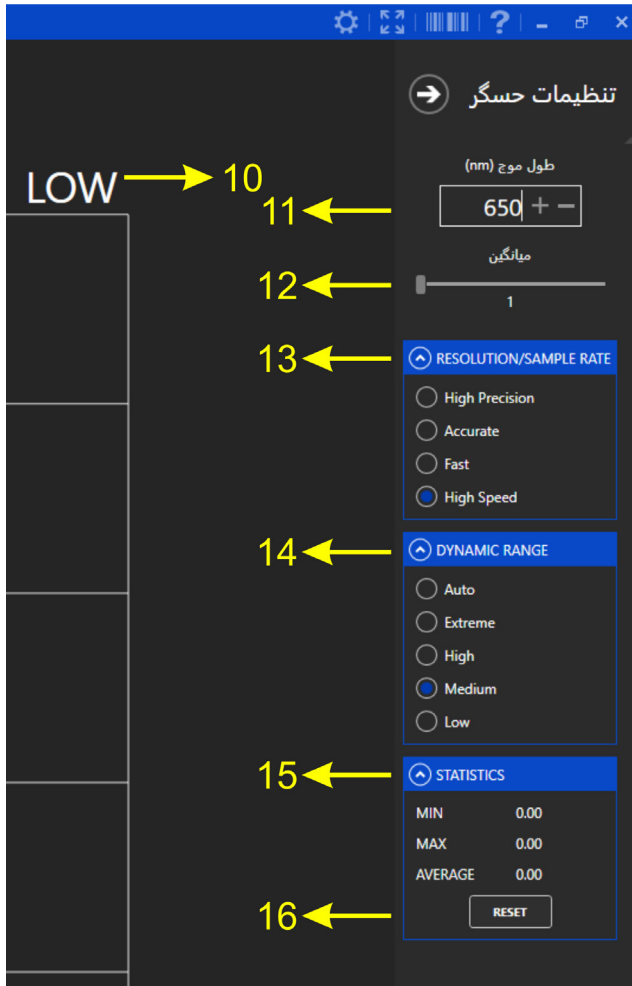 ?
تنظیمات حسگر
LOW
10
طول موج (nm)
11
650 + −
میانگین
12
1
13
RESOLUTION/SAMPLE RATE
High Precision
Accurate
Fast
High Speed
14
DYNAMIC RANGE
Auto
Extreme
High
Medium
Low
15
STATISTICS
MIN 0.00
MAX 0.00
AVERAGE 0.00
16
RESET